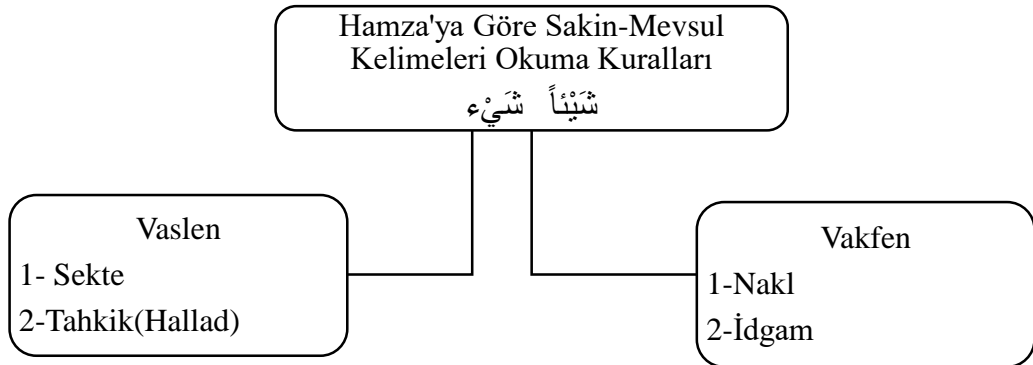 Hamza'ya Göre Sakin-Mevsul
Kelimeleri Okuma Kuralları
شَيْئاً شَيْء
Vaslen
1- Sekte
2-Tahkik(Hallad)
Vakfen
1-Nakl
2-İdgam